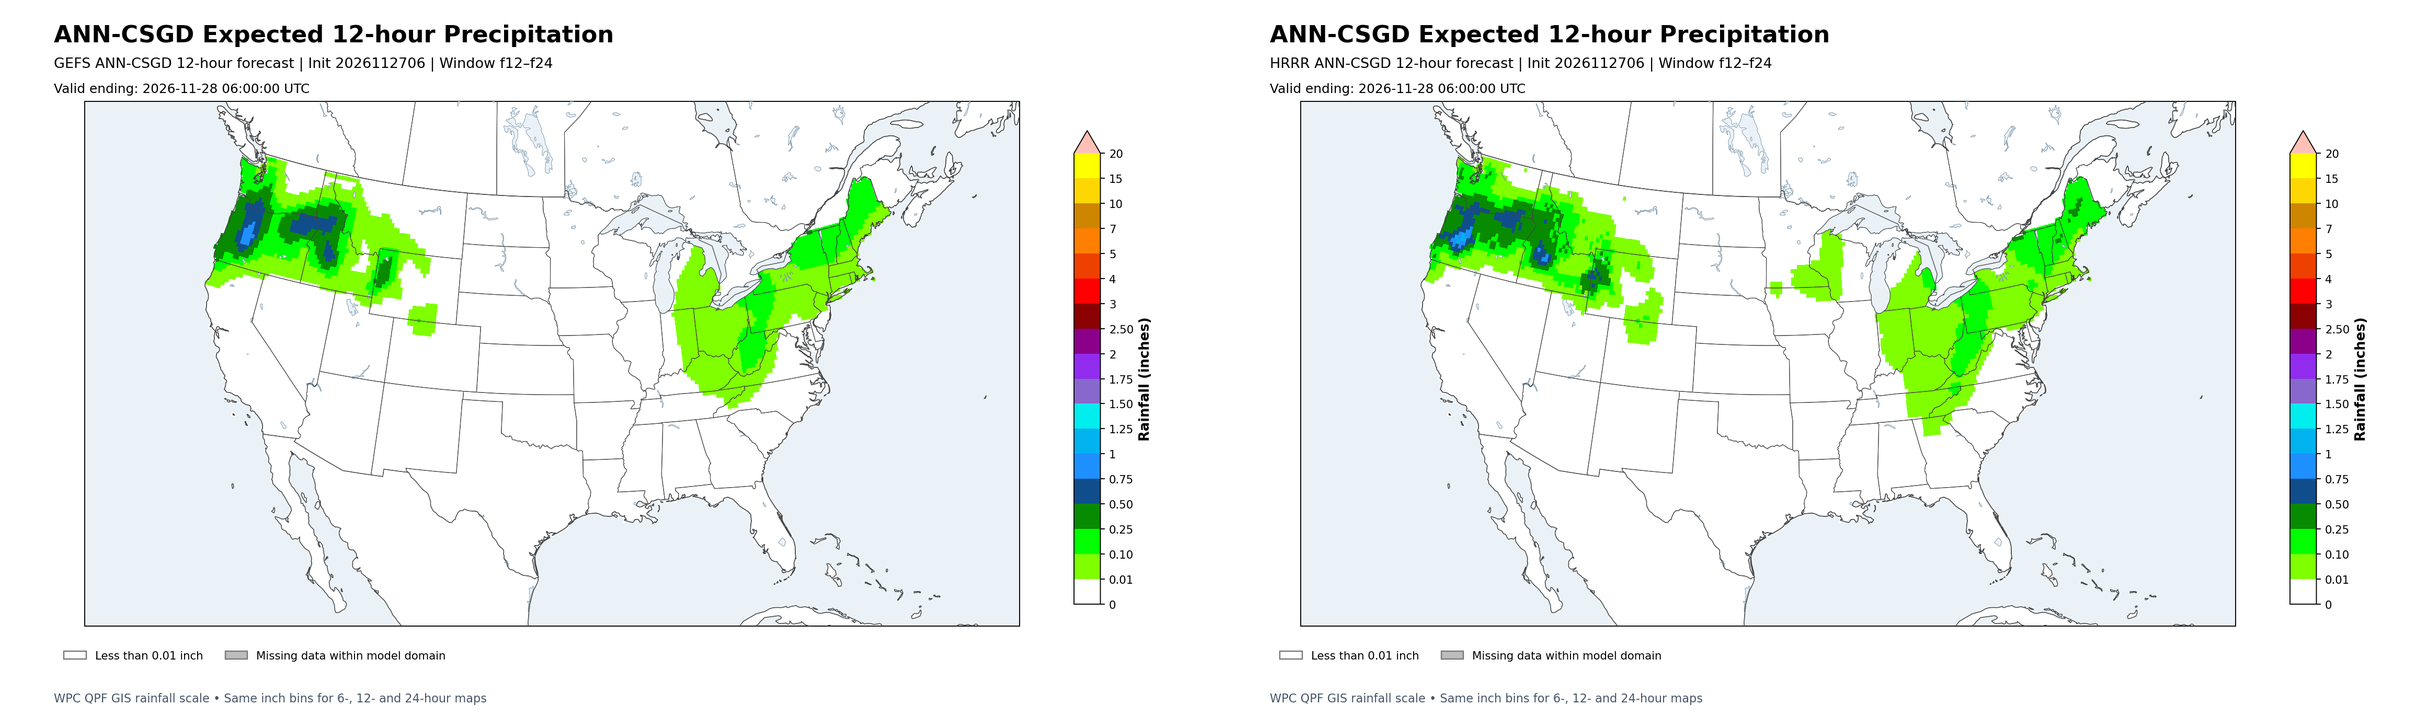 ANN-CSGD Expected 12-hour Precipitation
GEFS ANN-CSGD 12-hour forecast | Init 2026112706 | Window f12–f24
Valid ending: 2026-11-28 06:00:00 UTC
20
15
10
7
5
4
3
2.50
2
1.75
1.50
1.25
1
0.75
0.50
0.25
0.10
0.01
0
Rainfall (inches)
Less than 0.01 inch
Missing data within model domain
WPC QPF GIS rainfall scale • Same inch bins for 6-, 12- and 24-hour maps
ANN-CSGD Expected 12-hour Precipitation
HRRR ANN-CSGD 12-hour forecast | Init 2026112706 | Window f12–f24
Valid ending: 2026-11-28 06:00:00 UTC
20
15
10
7
5
4
3
2.50
2
1.75
1.50
1.25
1
0.75
0.50
0.25
0.10
0.01
0
Rainfall (inches)
Less than 0.01 inch
Missing data within model domain
WPC QPF GIS rainfall scale • Same inch bins for 6-, 12- and 24-hour maps